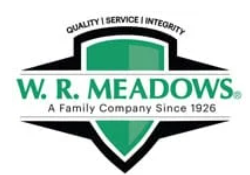 QUALITY | SERVICE | INTEGRITY
W. R. MEADOWS®
A Family Company Since 1926